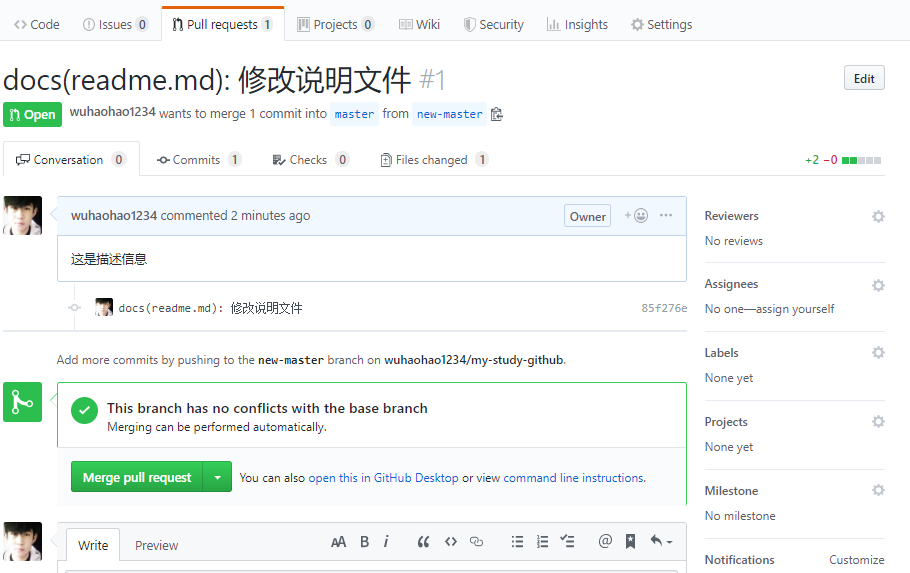 Code Issues 0 Pull requests 1 Projects 0 Wiki Security Insights Settings
docs(readme.md): 修改说明文件 #1
Edit
Open wuhaohao1234 wants to merge 1 commit into master from new-master
Conversation 0 Commits 1 Checks 0 Files changed 1
+2 −0
wuhaohao1234 commented 2 minutes ago
Owner
这是描述信息
docs(readme.md): 修改说明文件 85f276e
Add more commits by pushing to the new-master branch on wuhaohao1234/my-study-github.
This branch has no conflicts with the base branch
Merging can be performed automatically.
Merge pull request You can also open this in GitHub Desktop or view command line instructions.
Write Preview
AA B i @
Reviewers
No reviews
Assignees
No one—assign yourself
Labels
None yet
Projects
None yet
Milestone
No milestone
Notifications Customize